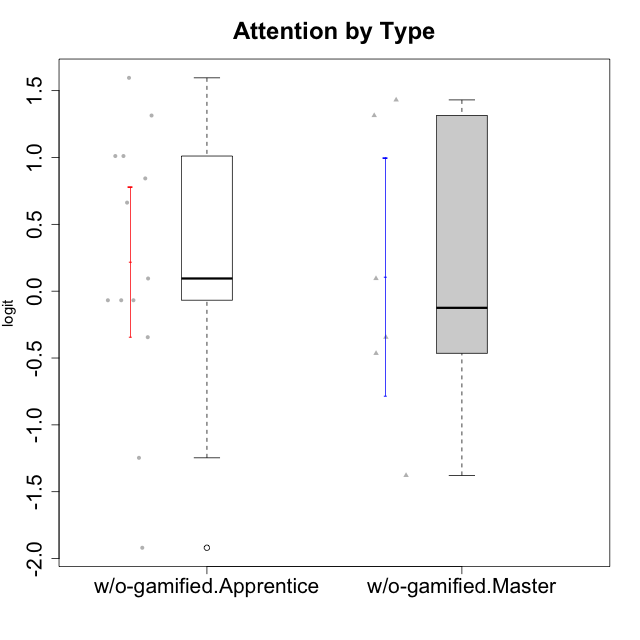 Attention by Type
logit
1.5
1.0
0.5
0.0
-0.5
-1.0
-1.5
-2.0
w/o-gamified.Apprentice
w/o-gamified.Master